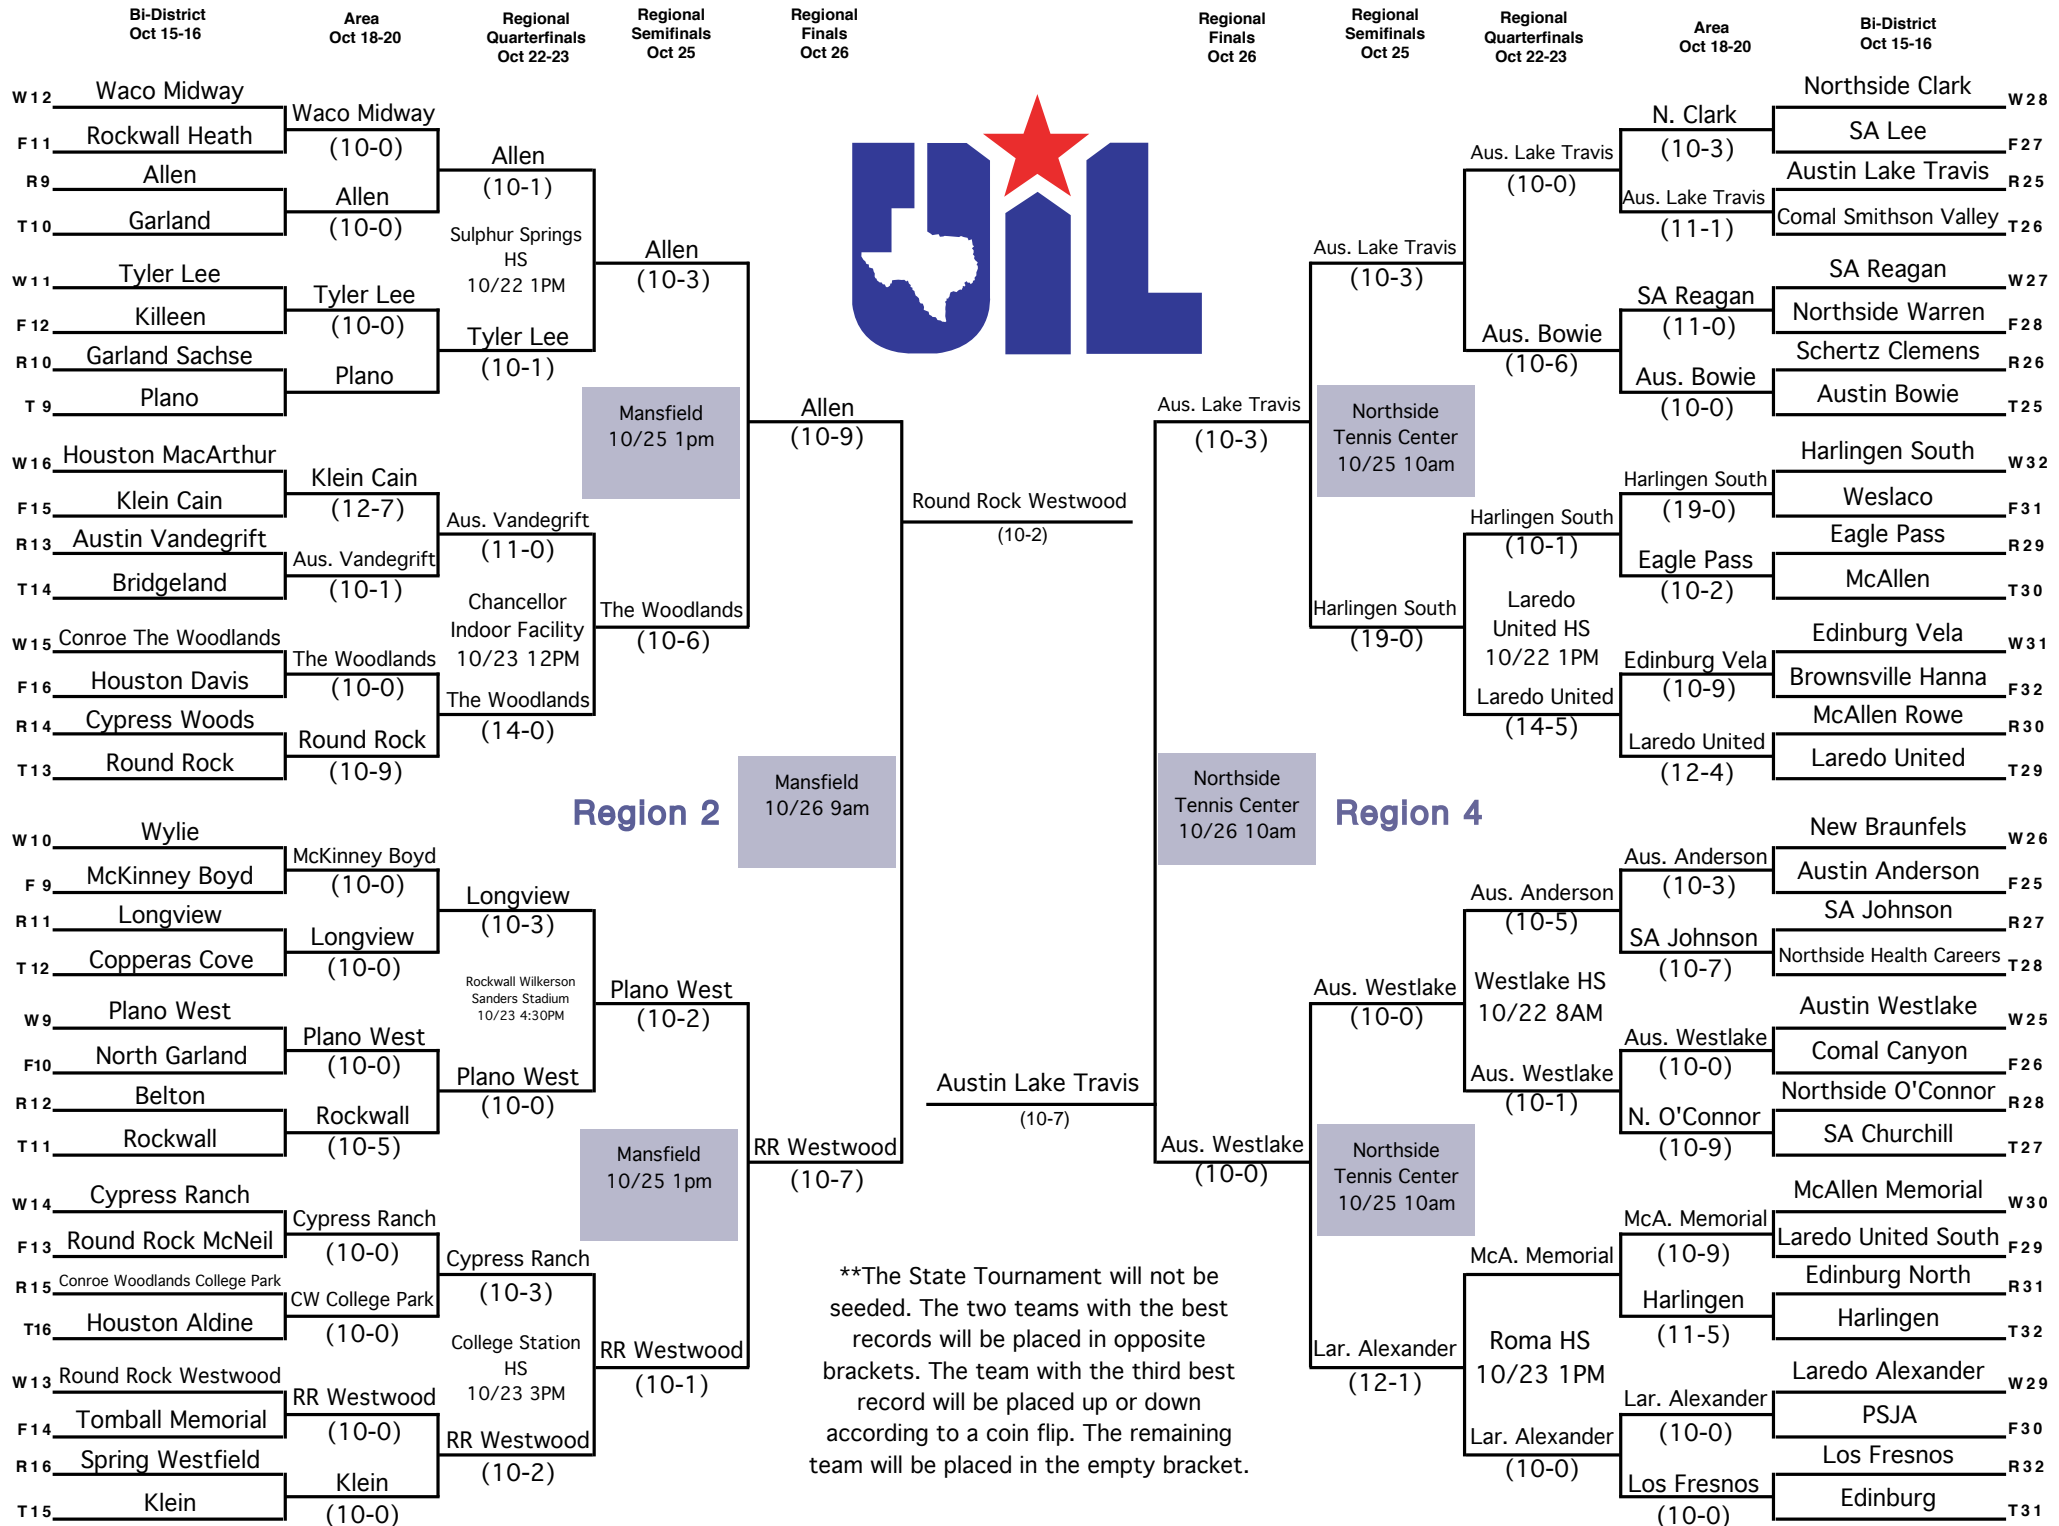 Bi-District
Oct 15-16
Area
Oct 18-20
Regional
Quarterfinals
Oct 22-23
Regional
Semifinals
Oct 25
Regional
Finals
Oct 26
Regional
Finals
Oct 26
Regional
Semifinals
Oct 25
Regional
Quarterfinals
Oct 22-23
Area
Oct 18-20
Bi-District
Oct 15-16
W12 Waco Midway
F11 Rockwall Heath
R9 Allen
T10 Garland
W11 Tyler Lee
F12 Killeen
R10 Garland Sachse
T 9 Plano
W16 Houston MacArthur
F15 Klein Cain
R13 Austin Vandegrift
T14 Bridgeland
W15 Conroe The Woodlands
F16 Houston Davis
R14 Cypress Woods
T13 Round Rock
W10 Wylie
F 9 McKinney Boyd
R11 Longview
T 12 Copperas Cove
W9 Plano West
F10 North Garland
R12 Belton
T11 Rockwall
W14 Cypress Ranch
F13 Round Rock McNeil
R15 Conroe Woodlands College Park
T16 Houston Aldine
W13 Round Rock Westwood
F14 Tomball Memorial
R16 Spring Westfield
T15 Klein
Waco Midway
(10-0)
Allen
(10-0)
Tyler Lee
(10-0)
Plano
Klein Cain
(12-7)
Aus. Vandegrift
(10-1)
The Woodlands
(10-0)
Round Rock
(10-9)
McKinney Boyd
(10-0)
Longview
(10-0)
Plano West
(10-0)
Rockwall
(10-5)
Cypress Ranch
(10-0)
CW College Park
(10-0)
RR Westwood
(10-0)
Klein
(10-0)
Allen
(10-1)
Sulphur Springs
HS
10/22 1PM
Tyler Lee
(10-1)
Aus. Vandegrift
(11-0)
Chancellor
Indoor Facility
10/23 12PM
The Woodlands
(14-0)
Longview
(10-3)
Rockwall Wilkerson
Sanders Stadium
10/23 4:30PM
Plano West
(10-0)
Cypress Ranch
(10-3)
College Station
HS
10/23 3PM
RR Westwood
(10-2)
Allen
(10-3)
Mansfield
10/25 1pm
The Woodlands
(10-6)
Region 2
Plano West
(10-2)
Mansfield
10/25 1pm
RR Westwood
(10-1)
Allen
(10-9)
Mansfield
10/26 9am
RR Westwood
(10-7)
Round Rock Westwood
(10-2)
UIL
Austin Lake Travis
(10-7)
**The State Tournament will not be
seeded. The two teams with the best
records will be placed in opposite
brackets. The team with the third best
record will be placed up or down
according to a coin flip. The remaining
team will be placed in the empty bracket.
Aus. Lake Travis
(10-3)
Northside
Tennis Center
10/26 10am
Aus. Westlake
(10-0)
Aus. Lake Travis
(10-3)
Northside
Tennis Center
10/25 10am
Harlingen South
(19-0)
Region 4
Aus. Westlake
(10-0)
Northside
Tennis Center
10/25 10am
Lar. Alexander
(12-1)
Aus. Lake Travis
(10-0)
Aus. Bowie
(10-6)
Harlingen South
(10-1)
Laredo
United HS
10/22 1PM
Laredo United
(14-5)
Aus. Anderson
(10-5)
Westlake HS
10/22 8AM
Aus. Westlake
(10-1)
McA. Memorial
Roma HS
10/23 1PM
Lar. Alexander
(10-0)
N. Clark
(10-3)
Aus. Lake Travis
(11-1)
SA Reagan
(11-0)
Aus. Bowie
(10-0)
Harlingen South
(19-0)
Eagle Pass
(10-2)
Edinburg Vela
(10-9)
Laredo United
(12-4)
Aus. Anderson
(10-3)
SA Johnson
(10-7)
Aus. Westlake
(10-0)
N. O'Connor
(10-9)
McA. Memorial
(10-9)
Harlingen
(11-5)
Lar. Alexander
(10-0)
Los Fresnos
(10-0)
Northside Clark W28
SA Lee F27
Austin Lake Travis R25
Comal Smithson Valley T26
SA Reagan W27
Northside Warren F28
Schertz Clemens R26
Austin Bowie T25
Harlingen South W32
Weslaco F31
Eagle Pass R29
McAllen T30
Edinburg Vela W31
Brownsville Hanna F32
McAllen Rowe R30
Laredo United T29
New Braunfels W26
Austin Anderson F25
SA Johnson R27
Northside Health Careers T28
Austin Westlake W25
Comal Canyon F26
Northside O'Connor R28
SA Churchill T27
McAllen Memorial W30
Laredo United South F29
Edinburg North R31
Harlingen T32
Laredo Alexander W29
PSJA F30
Los Fresnos R32
Edinburg T31